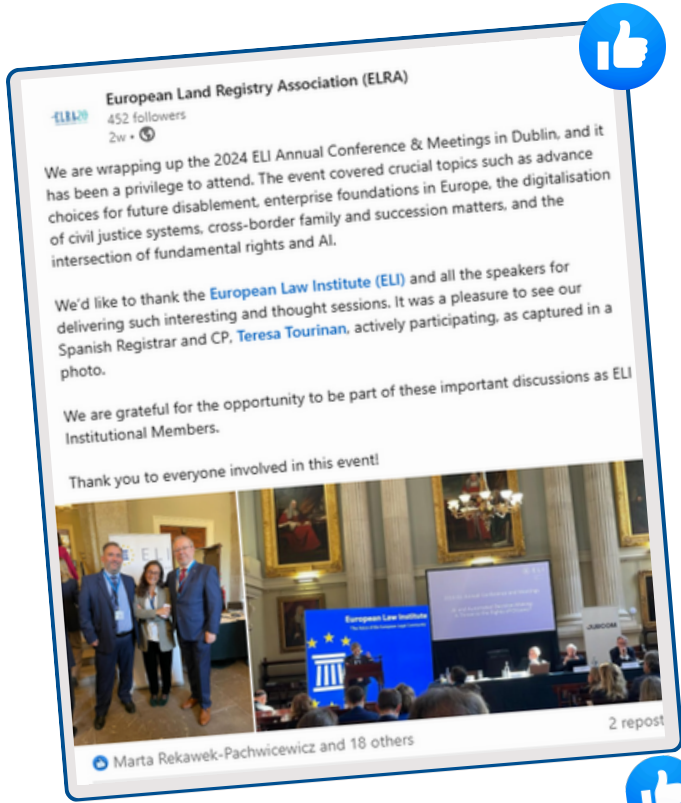 European Land Registry Association (ELRA)
452 followers
2w •
We are wrapping up the 2024 ELI Annual Conference & Meetings in Dublin, and it
has been a privilege to attend. The event covered crucial topics such as advance
choices for future disablement, enterprise foundations in Europe, the digitalisation
of civil justice systems, cross-border family and succession matters, and the
intersection of fundamental rights and AI.
We'd like to thank the European Law Institute (ELI) and all the speakers for
delivering such interesting and thought sessions. It was a pleasure to see our
Spanish Registrar and CP, Teresa Tourinan, actively participating, as captured in a
photo.
We are grateful for the opportunity to be part of these important discussions as ELI
Institutional Members.
Thank you to everyone involved in this event!
ELI
European Law Institute
JURCOM
Marta Rekawek-Pachwicewicz and 18 others
2 repost